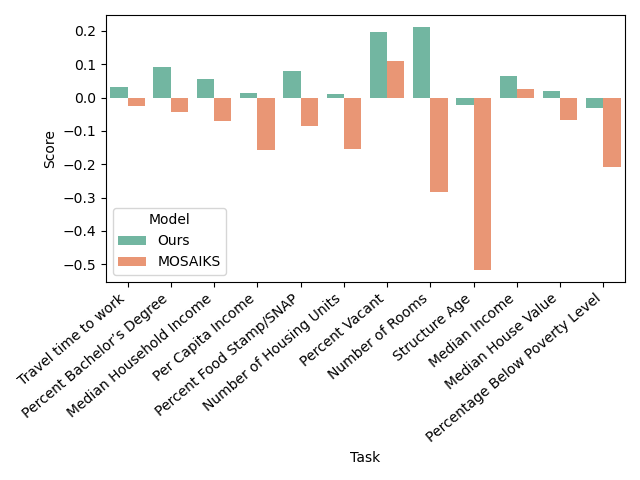 0.2
0.1
0.0
−0.1
−0.2
−0.3
−0.4
−0.5
Score
Model
Ours
MOSAIKS
Travel time to work
Percent Bachelor's Degree
Median Household Income
Per Capita Income
Percent Food Stamp/SNAP
Number of Housing Units
Percent Vacant
Number of Rooms
Structure Age
Median Income
Median House Value
Percentage Below Poverty Level
Task